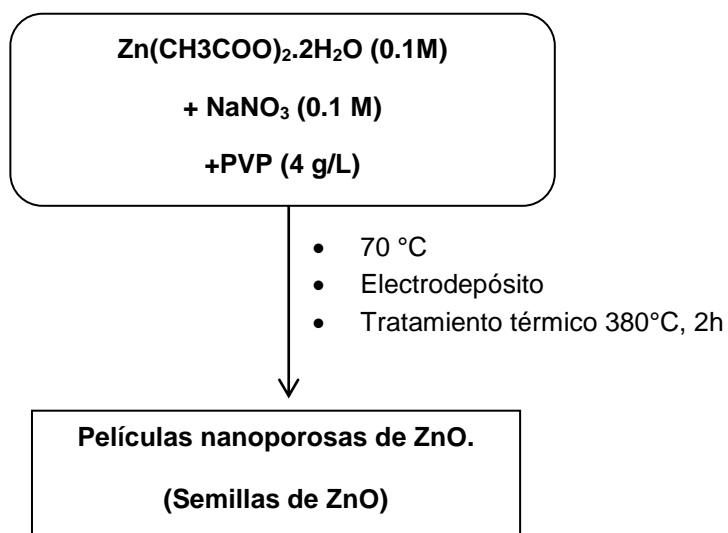 Zn(CH3COO)₂.2H₂O (0.1M)
+ NaNO₃ (0.1 M)
+PVP (4 g/L)
• 70 °C
• Electrodepósito
• Tratamiento térmico 380°C, 2h
Películas nanoporosas de ZnO.
(Semillas de ZnO)